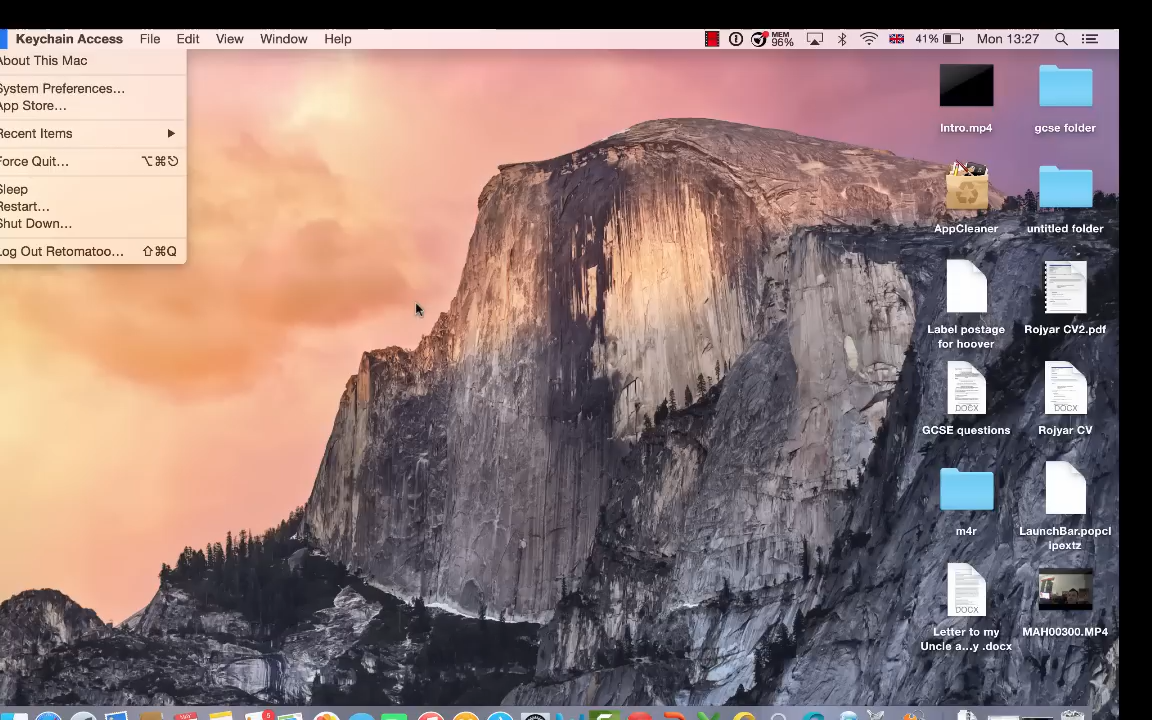 Keychain Access File Edit View Window Help MEM 96% 41% Mon 13:27
About This Mac
System Preferences...
App Store...
Recent Items
Force Quit... ⌥⌘⎋
Sleep
Restart...
Shut Down...
Log Out Retomatoo... ⇧⌘Q
Intro.mp4
gcse folder
AppCleaner
untitled folder
Label postage
for hoover
Rojyar CV2.pdf
DOCX
GCSE questions
DOCX
Rojyar CV
m4r
LaunchBar.popcl
ipextz
DOCX
Letter to my
Uncle a...y .docx
MAH00300.MP4